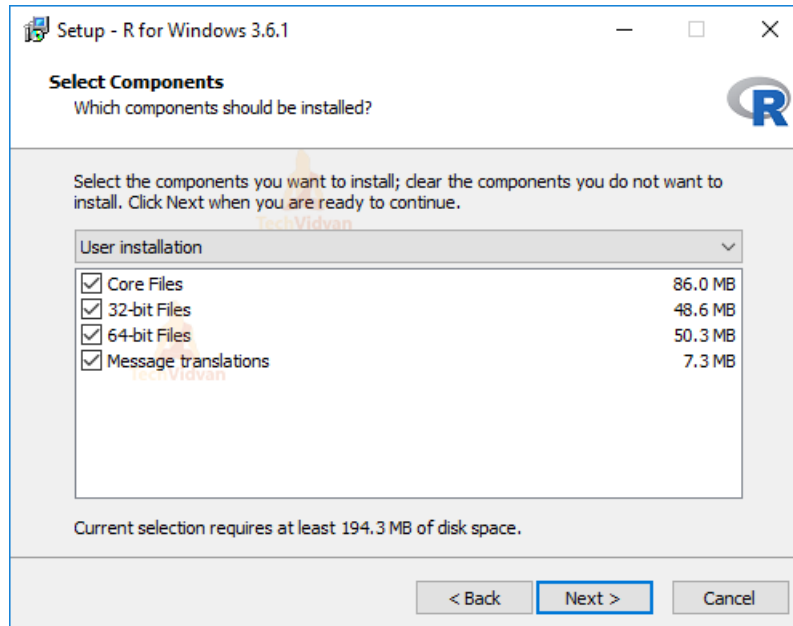 Setup - R for Windows 3.6.1
Select Components
Which components should be installed?
R
Select the components you want to install; clear the components you do not want to
install. Click Next when you are ready to continue.
TechVidvan
User installation
Core Files 86.0 MB
32-bit Files 48.6 MB
64-bit Files 50.3 MB
Message translations 7.3 MB
TechVidvan
Current selection requires at least 194.3 MB of disk space.
< Back Next > Cancel